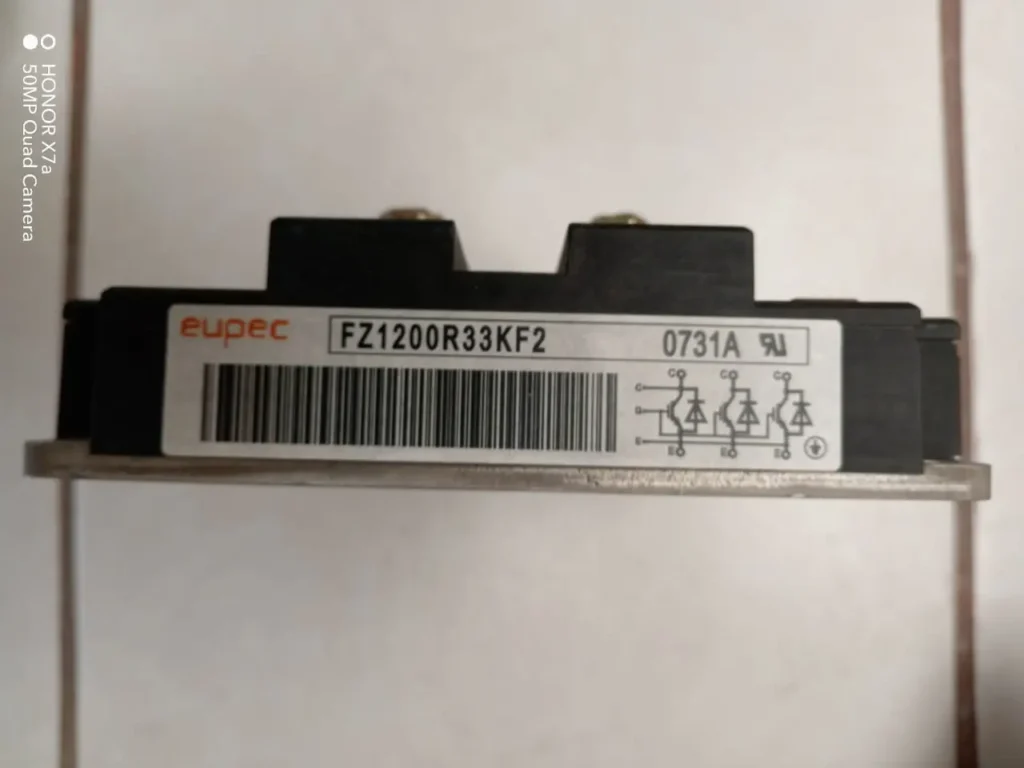 HONOR X7a
50MP Quad Camera
eupec FZ1200R33KF2 0731A
C C C
C
G
E
E E E